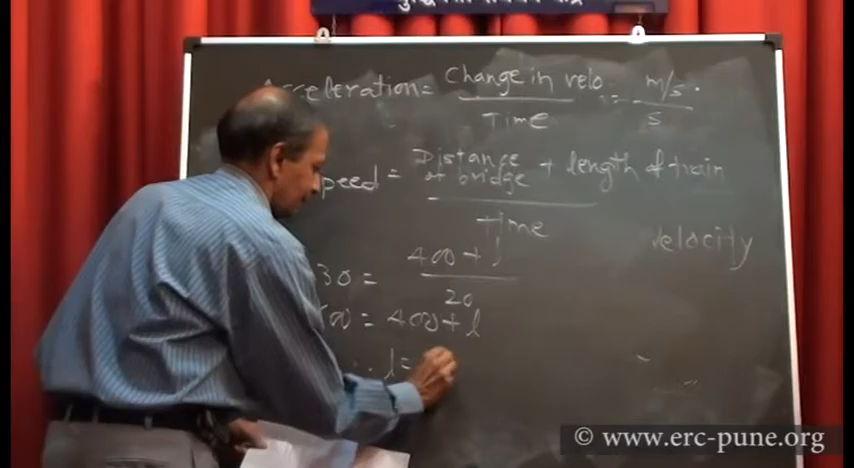 Acceleration = Change in velo / Time = m/s / s
Speed = Distance of bridge + length of train / time
velocity
30 = 400 + l / 20
= 400 + l
∴ l =
© www.erc-pune.org